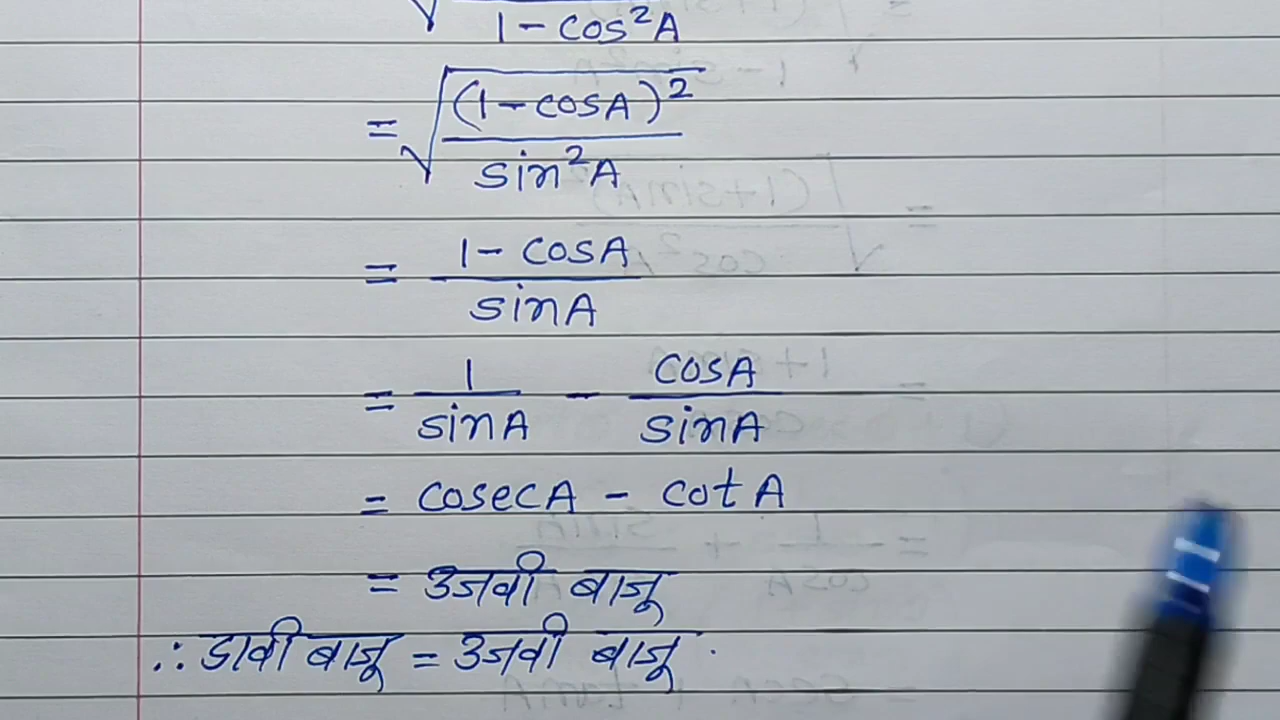 1 - cos²A
= √((1 - cosA)² / sin²A)
= (1 - cosA) / sinA
= 1/sinA - cosA/sinA
= cosecA - cotA
= उजवी बाजू
∴ डावी बाजू = उजवी बाजू.